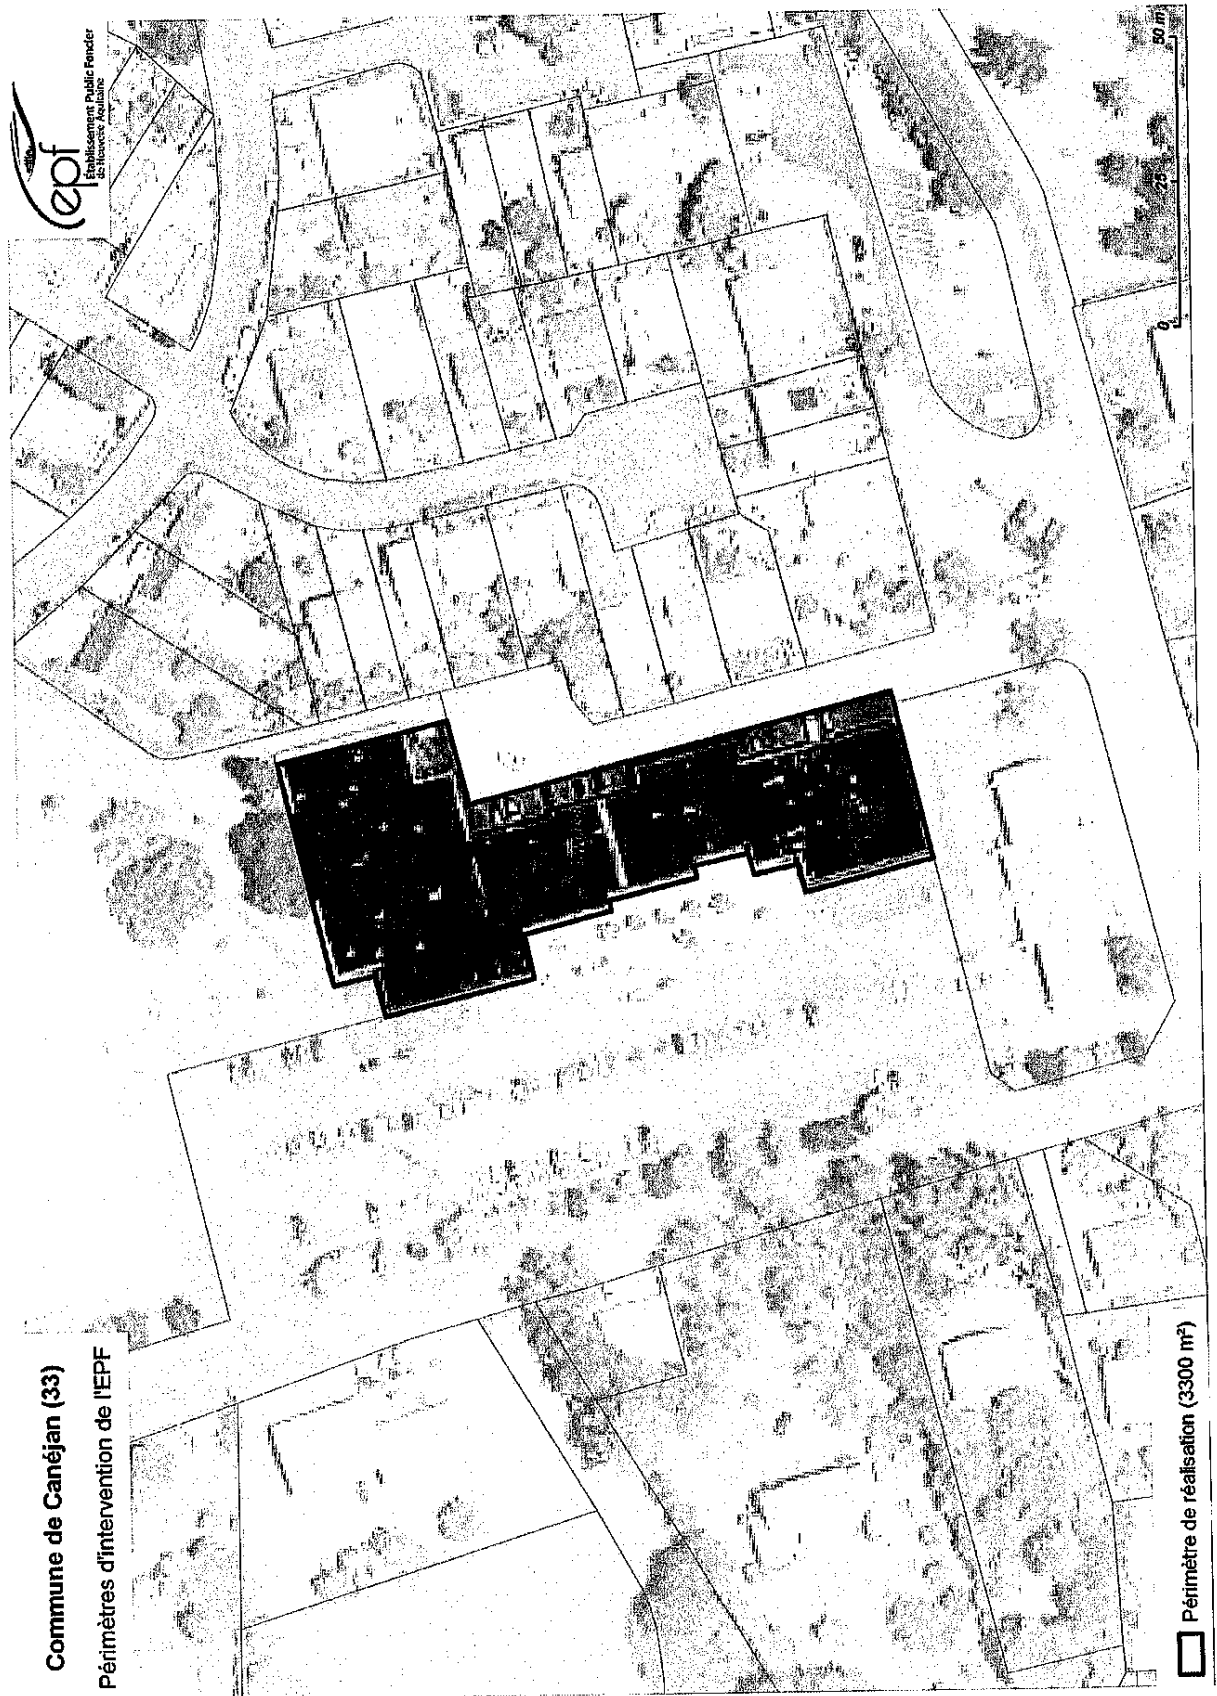 Commune de Canéjan (33)
Périmètres d'intervention de l'EPF
epf
Établissement Public Foncier
de Nouvelle Aquitaine
Périmètre de réalisation (3300 m²)
0
25
50 m